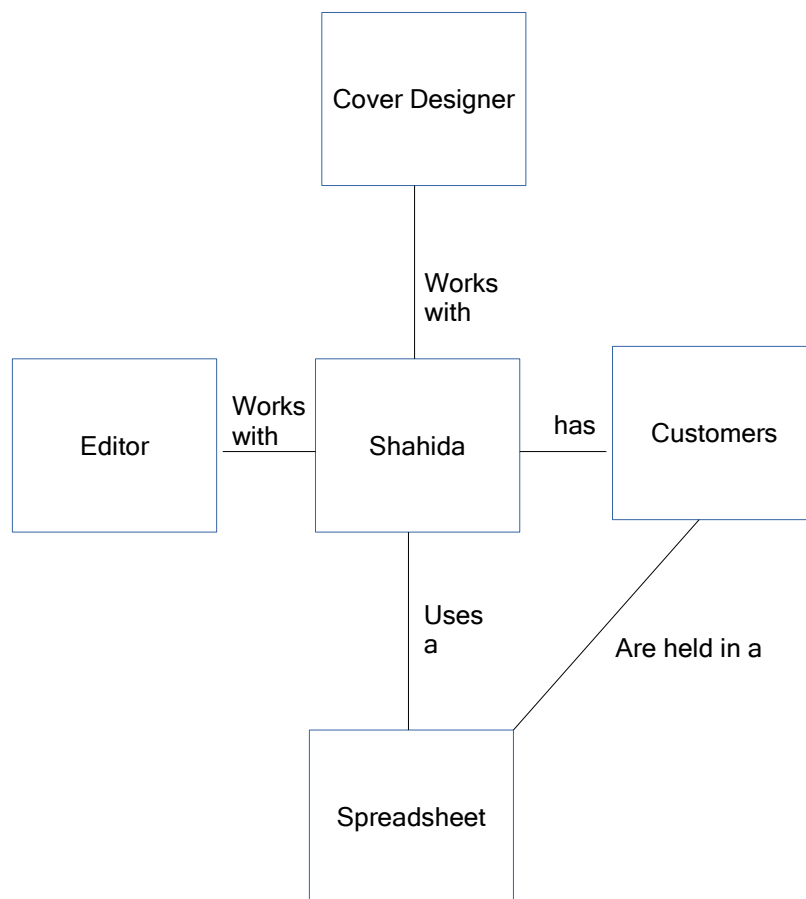 Cover Designer
Works
with
Editor
Works
with
Shahida
has
Customers
Uses
a
Are held in a
Spreadsheet